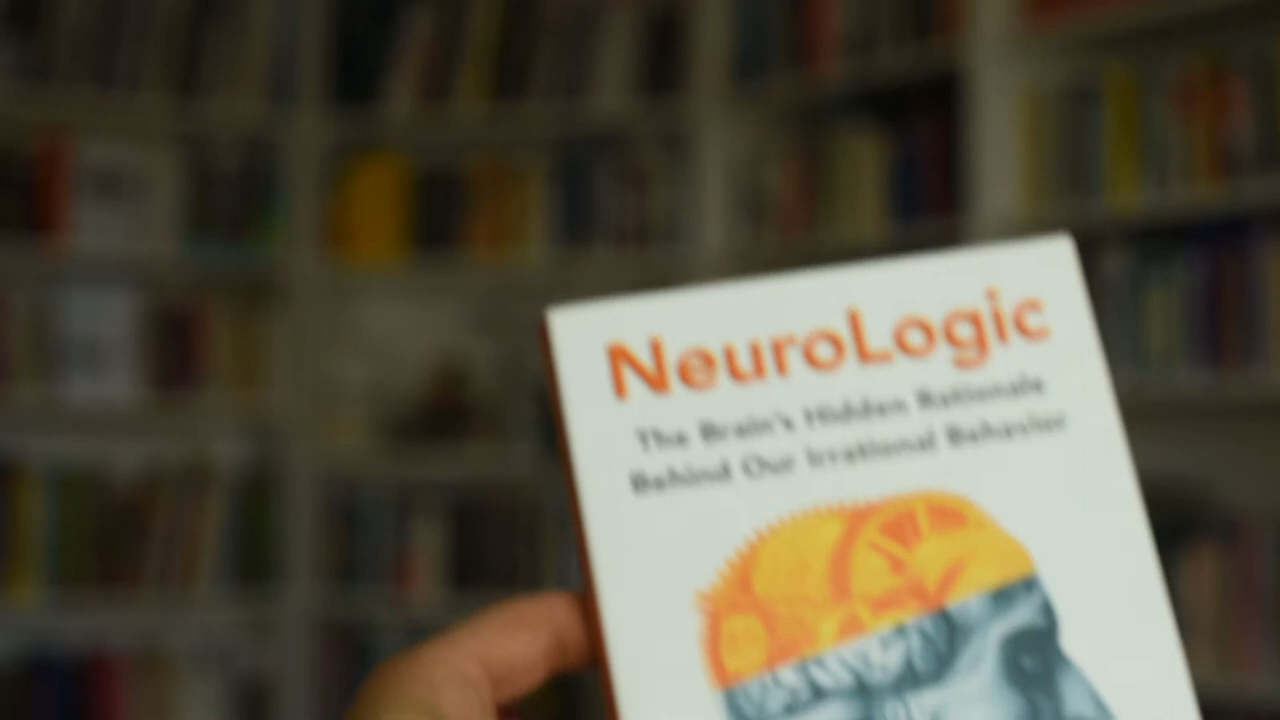 NeuroLogic
The Brain's Hidden Rationale
Behind Our Irrational Behavior